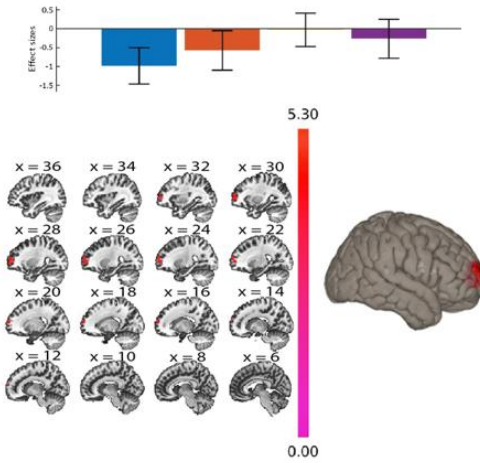 0.5
0
-0.5
-1
-1.5
Effect sizes
5.30
x = 36 x = 34 x = 32 x = 30
x = 28 x = 26 x = 24 x = 22
x = 20 x = 18 x = 16 x = 14
x = 12 x = 10 x = 8 x = 6
0.00